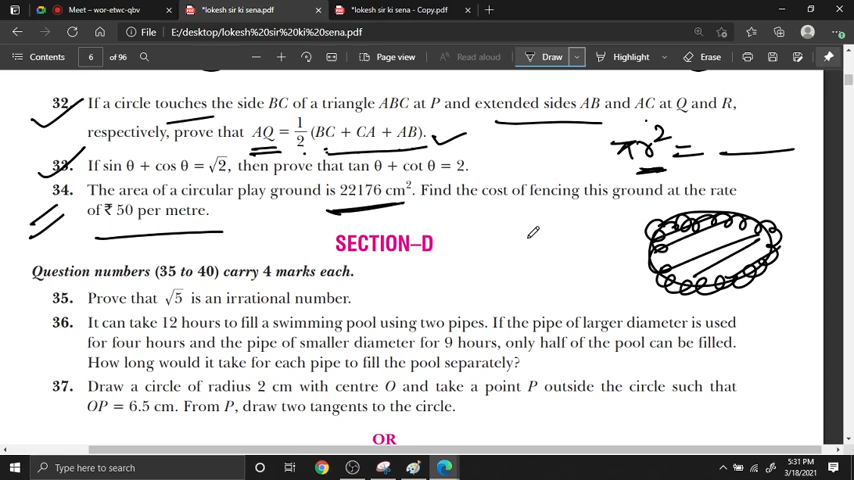 Meet – wor-etwc-qbv
*lokesh sir ki sena.pdf
*lokesh sir ki sena - Copy.pdf
File
E:/desktop/lokesh%20sir%20ki%20sena.pdf
Contents
6
of 96
Page view
Read aloud
Draw
Highlight
Erase
32. If a circle touches the side BC of a triangle ABC at P and extended sides AB and AC at Q and R,
respectively, prove that AQ = 1/2 (BC + CA + AB).
πr² =
33. If sin θ + cos θ = √2, then prove that tan θ + cot θ = 2.
34. The area of a circular play ground is 22176 cm². Find the cost of fencing this ground at the rate
of ₹ 50 per metre.
SECTION–D
Question numbers (35 to 40) carry 4 marks each.
35. Prove that √5 is an irrational number.
36. It can take 12 hours to fill a swimming pool using two pipes. If the pipe of larger diameter is used
for four hours and the pipe of smaller diameter for 9 hours, only half of the pool can be filled.
How long would it take for each pipe to fill the pool separately?
37. Draw a circle of radius 2 cm with centre O and take a point P outside the circle such that
OP = 6.5 cm. From P, draw two tangents to the circle.
OR
Type here to search
ENG
5:31 PM
3/18/2021